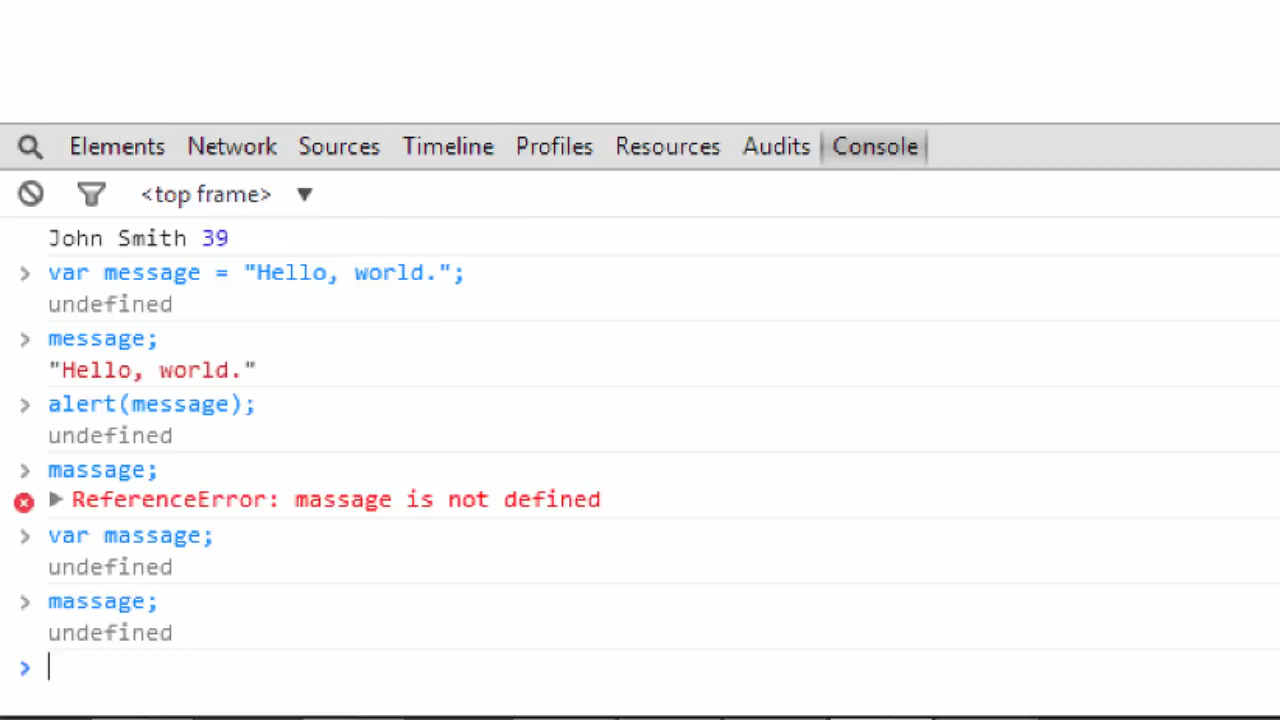 Elements Network Sources Timeline Profiles Resources Audits Console
<top frame> ▼
John Smith 39
> var message = "Hello, world.";
undefined
> message;
"Hello, world."
> alert(message);
undefined
> massage;
ReferenceError: massage is not defined
> var massage;
undefined
> massage;
undefined
>